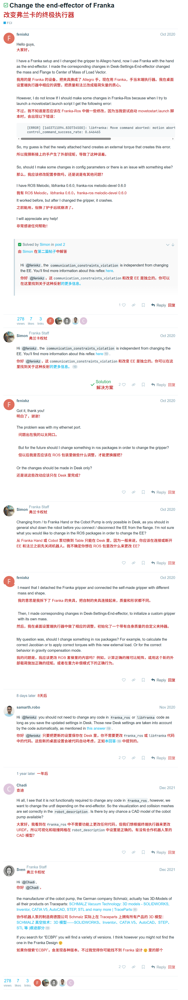 Change the end-effector of Franka
改变弗兰卡的终极执行器
FCI
F
fenixkz
Oct 2020
Hello guys,
大家好，
I have a Franka setup and I changed the gripper to Allegro hand, now I use Franka with the hand
as the end-effector. I made the corresponding changes in Desk-Settings-End-effector changed
the mass and Flange to Center of Mass of Load Vector.
我用的是 Franka 的设备，把夹具换成了 Allegro 手，现在用 Franka，手当末端执行器。我在桌面
设置端执行器中相应的调整，把质量和法兰改成载荷矢量的质心。
However, I do not know If I should make some changes in Franka-Ros because when I try to
launch a movetostart.launch script I get the following error:
不过，我不知道是否应该在 Franka-Ros 中做一些修改，因为当我尝试启动 movetostart.launch 脚
本时，会出现以下错误：
[ERROR] [1603711094.830734500]: libfranka: Move command aborted: motion abort
control_command_success_rate: 0.646465
So, my guess is that the newly attached hand creates an external torque that creates this error.
所以我猜新接上的手产生了外部扭矩，导致了这种误差。
So, should I make some changes in config parameters or there is an issue with something else?
那么，我应该修改配置参数吗，还是说是有其他问题？
I have ROS Melodic, libfranka 0.6.0, franka-ros melodic-devel 0.6.0
我有 ROS Melodic，libfranka 0.6.0，franka-ros melodic-devel 0.6.0
It worked before, but after I changed the gripper, it crashes.
之前能用，但换了护手后就崩溃了。
I will appreciate any help!
非常感谢任何帮助！
Solved by Simon in post 2
由 Simon 在第二篇帖子中解答
Hi @fenixkz, the communication_constraints_violation is independent from changing
the EE. You'll find more information about this reflex here.
你好 @fenixkz，这 communication_constraints_violation 和改变 EE 是独立的。你可以
在这里找到关于这种反射的更多信息。
1 Reply 回复
278 7 3
views likes links
F C
Simon
Franka Staff
弗兰卡权杖
Oct 2020
Hi @fenixkz, the communication_constraints_violation is independent from changing the
EE. You'll find more information about this reflex here 10 .
你好 @fenixkz，这 communication_constraints_violation 和改变 EE 是独立的。你可以在这
里找到关于这种反射的更多信息。 10
Solution
解决方案
2 Reply 回复
F
fenixkz
Oct 2020
Got it, thank you!
明白了，谢谢！
The problem was with my ethernet port.
问题出在我的以太网口。
But for the future should I change something in ros packages in order to change the gripper?
但以后我是否应该在 ROS 包装里做些什么调整，才能更换握把？
Or the changes should be made in Desk only?
还是说这些改动应该只在 Desk 里完成？
Reply 回复
Simon
Franka Staff
弗兰卡权杖
Oct 2020
Changing from / to Franka Hand or the Cobot Pump is only possible in Desk, as you should in
general shut down the robot before you connect / disconnect the EE from the flange. I'm not sure
what you would like to change in the ROS packages in order to change the EE?
从 Franka Hand 或 Cobot 泵切换到 Table 只能在 Desk 里，因为一般来说，你应该在连接或断开
EE 和法兰之前先关闭机器人。我不确定你想在 ROS 包里改什么来更改 EE？
Reply 回复
F
fenixkz
Oct 2020
I meant that I detached the Franka gripper and connected the self-made gripper with different
mass and shape.
我的意思是我拆下了 Franka 的夹具，把自制的夹具连接起来，质量和形状都不同。
Then, I made corresponding changes in Desk-Settings-End-effector, to initialize a custom gripper
with its own mass.
然后，我在桌面设置端执行器中做了相应的调整，初始化了一个带有自身质量的自定义夹持器。
My question was, should I change something in ros packages? For example, to calculate the
correct Jacobian or to apply correct torques with this new external load. Or for the correct
behavior in gravity compensation mode.
我的问题是，我应该更改 ROS 套餐里的内容吗？例如，计算正确的雅可比矩阵，或用这个新的外
部载荷施加正确的扭矩。或者在重力补偿模式下的正确行为。
Reply 回复
8 days later 8天后
samarth.robo
Nov 2020
Hi @fenixkz you should not need to change any code in franka_ros or libfranka code as
long as you save the updated settings in Desk. Those new Desk settings are taken into account
by the code automatically, as mentioned in this answer 19 .
你好 @fenixkz 只要把更新的设置保存在 Desk 里，你不需要更改 franka_ros 或 libfranka 代码
中的代码。这些新的桌面设置会被代码自动考虑，正如本回答 19 中提到的。
2 Reply 回复
1 year later 一年后
C
Chadi
查迪
Dec 2021
Hi all, I see that it is not functionally required to change any code in franka_ros, however, we
want to change the urdf depending on the end-effector. So the visualization and collision meshes
are set correctly in the robot_description. Is there by any chance a CAD model of the cobot
pump available?
大家好，我看到在 franka_ros 中不需要功能上更改任何代码，但我们想根据终端执行器来更改
URDF。所以可视化和碰撞网格在 robot_description 中设置是正确的。有没有合作机器人泵的
CAD 模型？
Reply 回复
Sven
Franka Staff
弗兰卡权杖
Dec 2021
Hi @Chadi,
你好 @Chadi，
the manufacturer of the cobot pump, the German company Schmalz, actually has 3D-Models of
all their products on Traceparts: SCHMALZ Vacuum Technology: 3D models - SOLIDWORKS,
Inventor, CATIA V5, AutoCAD, STEP, STL and many more | TraceParts 11
协作机器人泵的制造商德国公司 Schmalz 实际上在 Traceparts 上拥有所有产品的 3D 模型：
SCHMALZ 真空技术：3D 模型——SOLIDWORKS、Inventor、CATIA V5、AutoCAD、STEP、
STL 等 |痕迹部分 11
If you search for “ECBPi” you will find a variety of versions. I think however you might not find the
one in the Franka Design 🙂
如果你搜索“ECBPi”，会发现各种版本。不过我觉得你可能找不到 Franka 设计 🙂 里的那个
2 Reply 回复
278 7 3
views likes links
F C